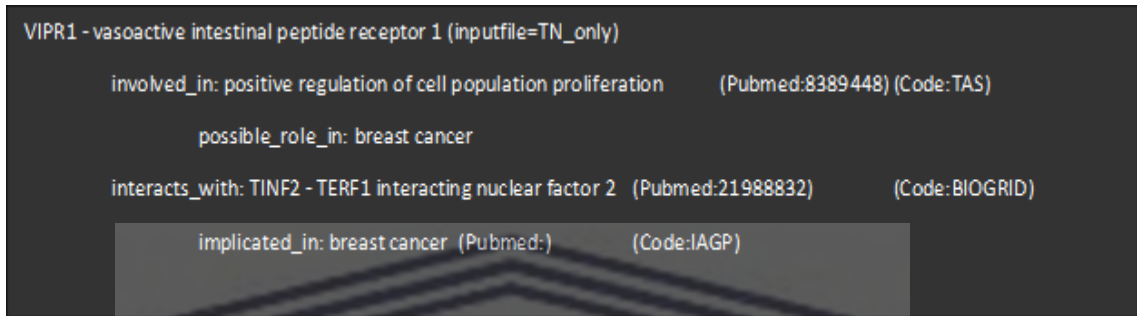 VIPR1 - vasoactive intestinal peptide receptor 1 (inputfile=TN_only)
involved_in: positive regulation of cell population proliferation (Pubmed:8389448) (Code:TAS)
possible_role_in: breast cancer
interacts_with: TINF2 - TERF1 interacting nuclear factor 2 (Pubmed:21988832) (Code:BIOGRID)
implicated_in: breast cancer (Pubmed:) (Code:IAGP)